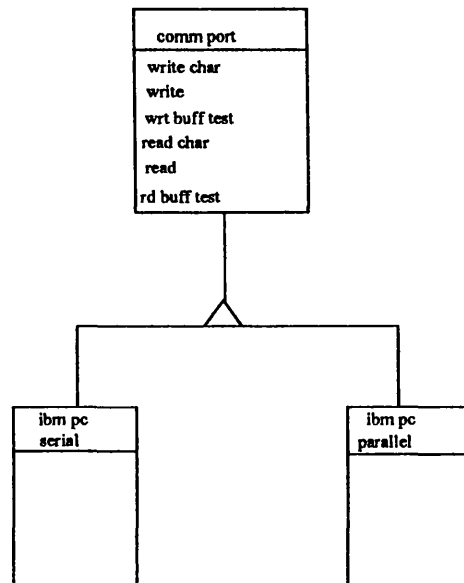 comm port
write char
write
wrt buff test
read char
read
rd buff test
ibm pc
serial
ibm pc
parallel